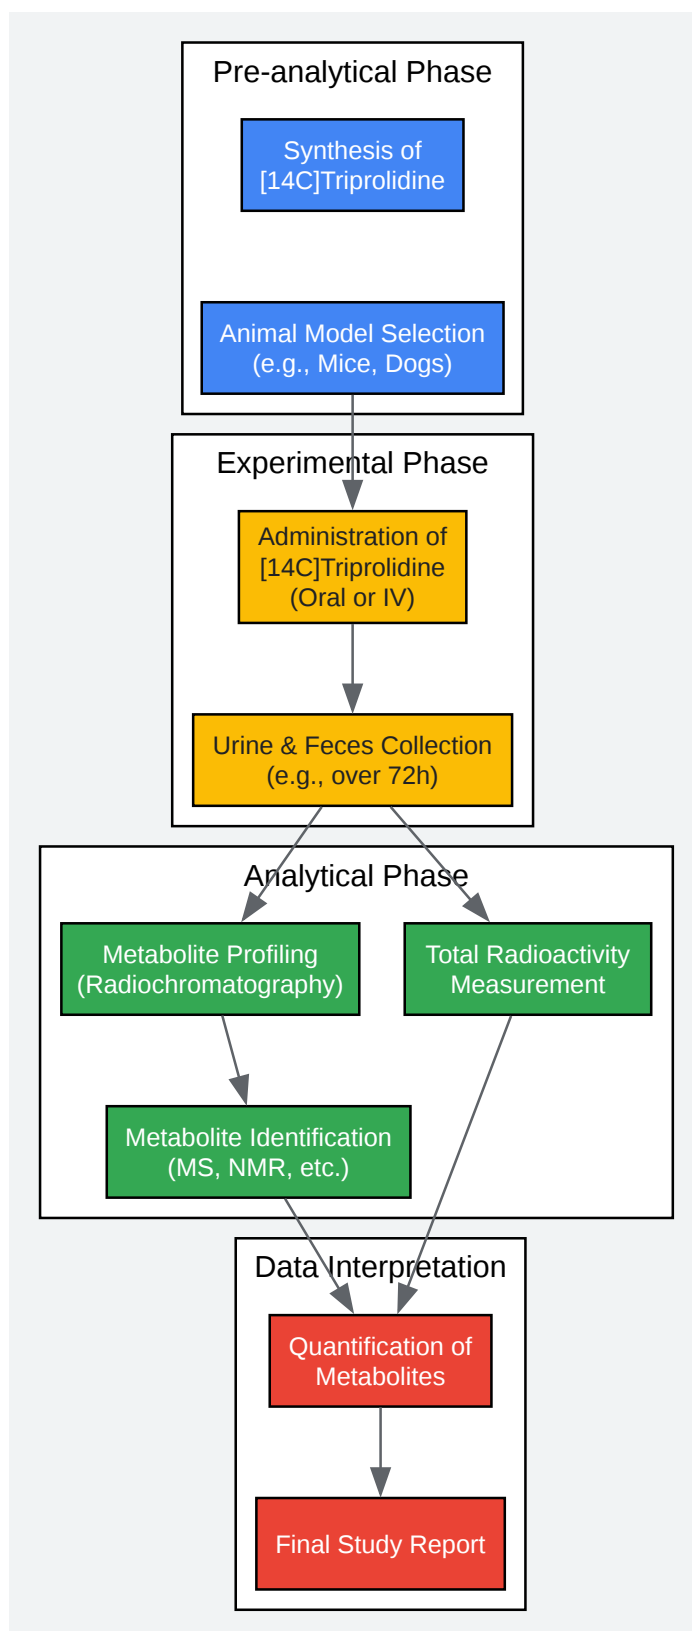 Pre-analytical Phase
Synthesis of
[14C]Triprolidine
Animal Model Selection
(e.g., Mice, Dogs)
Experimental Phase
Administration of
[14C]Triprolidine
(Oral or IV)
Urine & Feces Collection
(e.g., over 72h)
Analytical Phase
Metabolite Profiling
(Radiochromatography)
Total Radioactivity
Measurement
Metabolite Identification
(MS, NMR, etc.)
Data Interpretation
Quantification of
Metabolites
Final Study Report